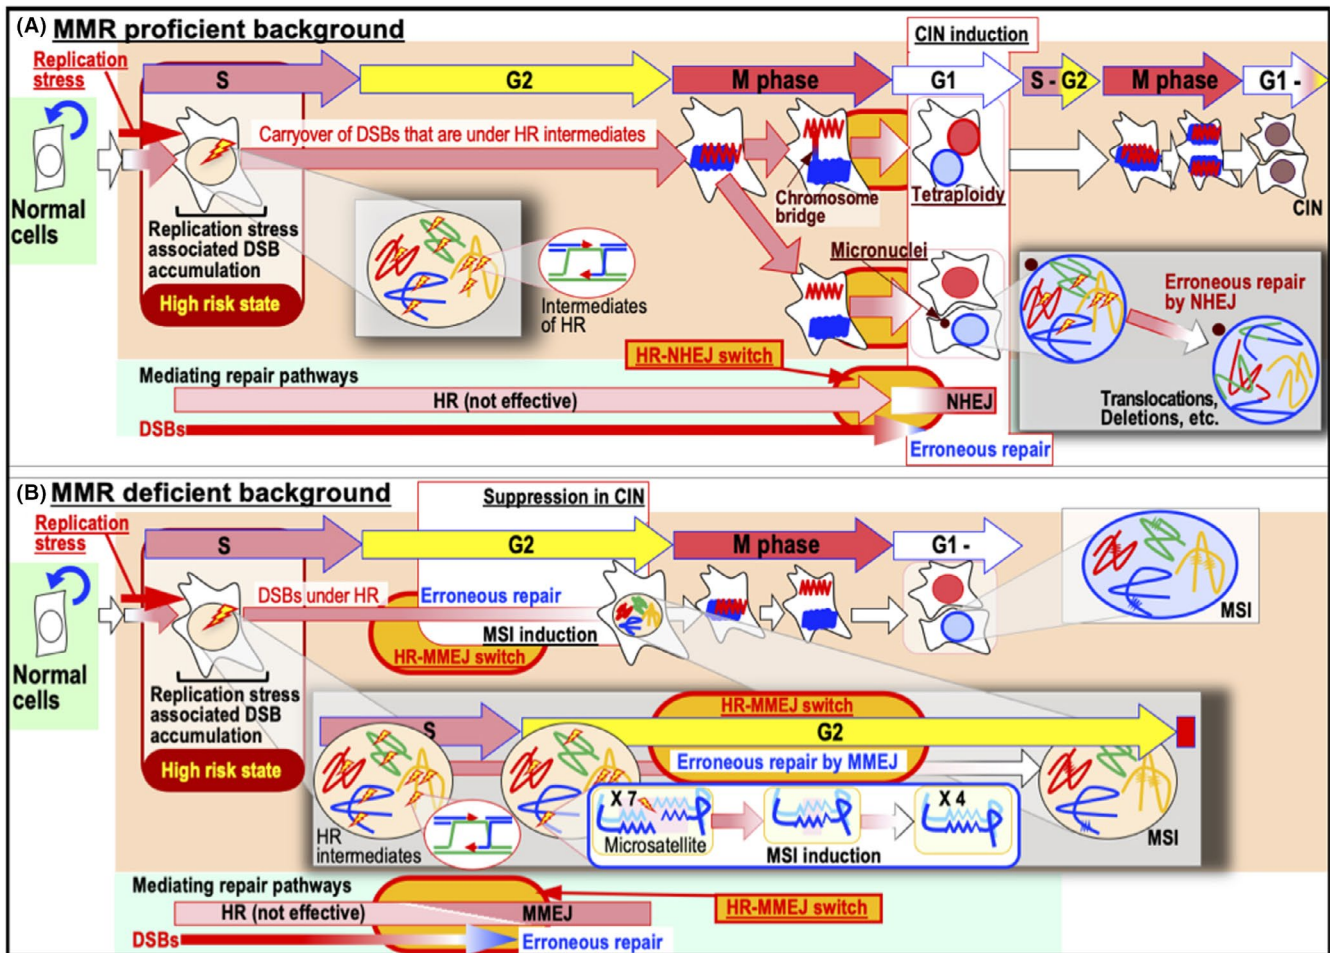 (A) MMR proficient background
CIN induction
Replication
stress
S
G2
M phase
G1
S - G2
M phase
G1 -
Carryover of DSBs that are under HR intermediates
Normal
cells
Chromosome
bridge
Tetraploidy
CIN
Replication stress
associated DSB
accumulation
High risk state
Intermediates
of HR
Micronuclei
Erroneous repair
by NHEJ
Translocations,
Deletions, etc.
HR-NHEJ switch
Mediating repair pathways
HR (not effective)
NHEJ
DSBs
Erroneous repair
(B) MMR deficient background
Suppression in CIN
Replication
stress
S
G2
M phase
G1 -
DSBs under HR
Erroneous repair
MSI induction
HR-MMEJ switch
MSI
Normal
cells
Replication stress
associated DSB
accumulation
High risk state
HR-MMEJ switch
S
G2
Erroneous repair by MMEJ
X 7
X 4
Microsatellite
MSI induction
HR
intermediates
MSI
Mediating repair pathways
HR (not effective)
MMEJ
HR-MMEJ switch
DSBs
Erroneous repair